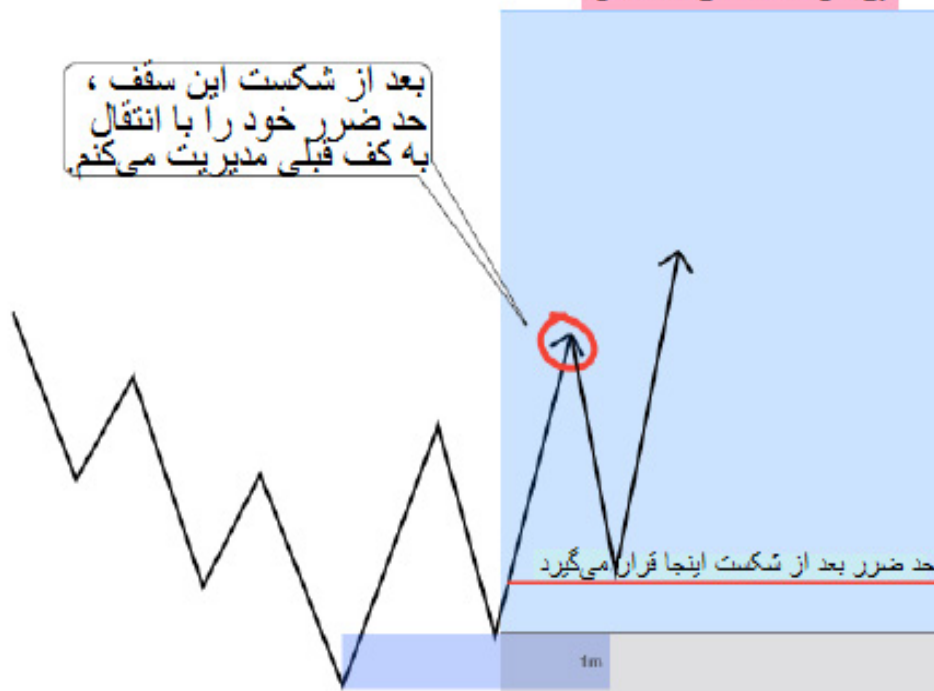 بعد از شکست این سقف ،
حد ضرر خود را با انتقال
به کف قبلی مدیریت می‌کنم.
حد ضرر بعد از شکست اینجا قرار می‌گیرد
1m